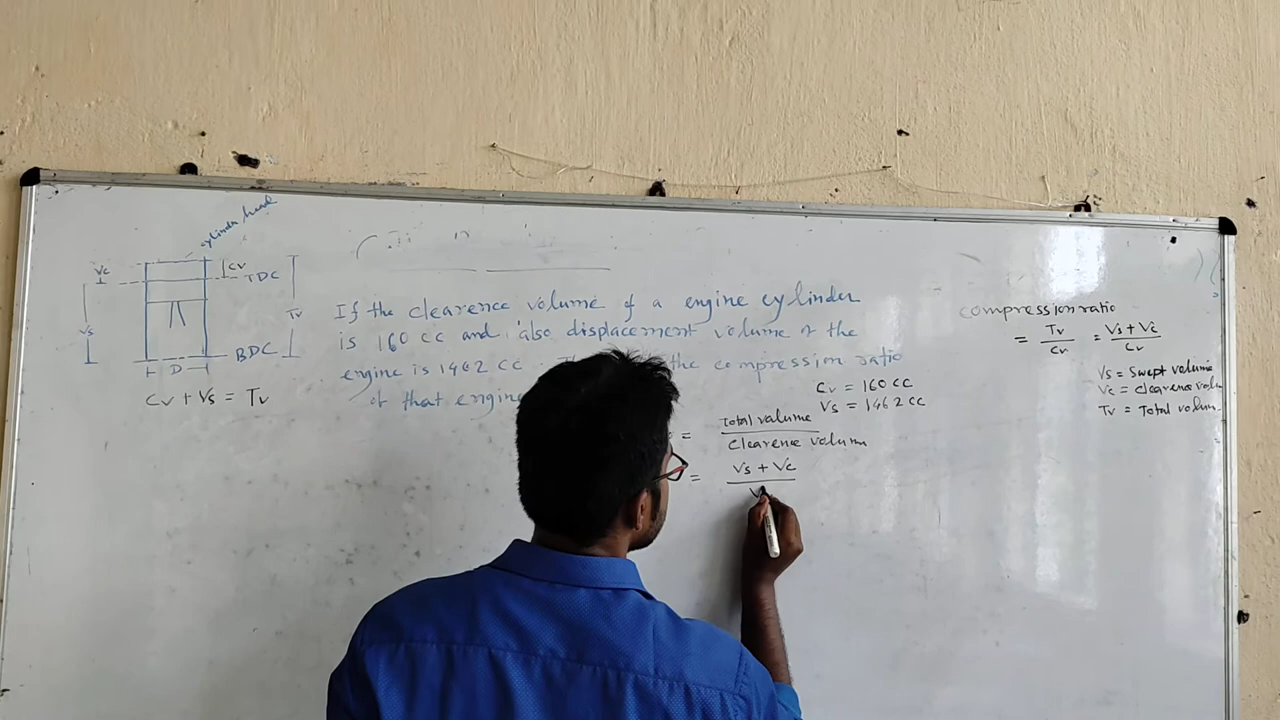 cylinder head
Vc
CV
TDC
Tv
Vs
BDC
D
Cv + Vs = Tv
If the clearence volume of a engine cylinder
is 160 cc and also displacement volume of the
engine is 1462 cc the compression ratio
of that engine
Cv = 160 cc
Vs = 1462 cc
= Total volume
Clearence volume
= Vs + Vc
V
compression ratio
= Tv / Cv = Vs + Vc / Cv
Vs = Swept volume
Vc = clearence volu
Tv = Total volum